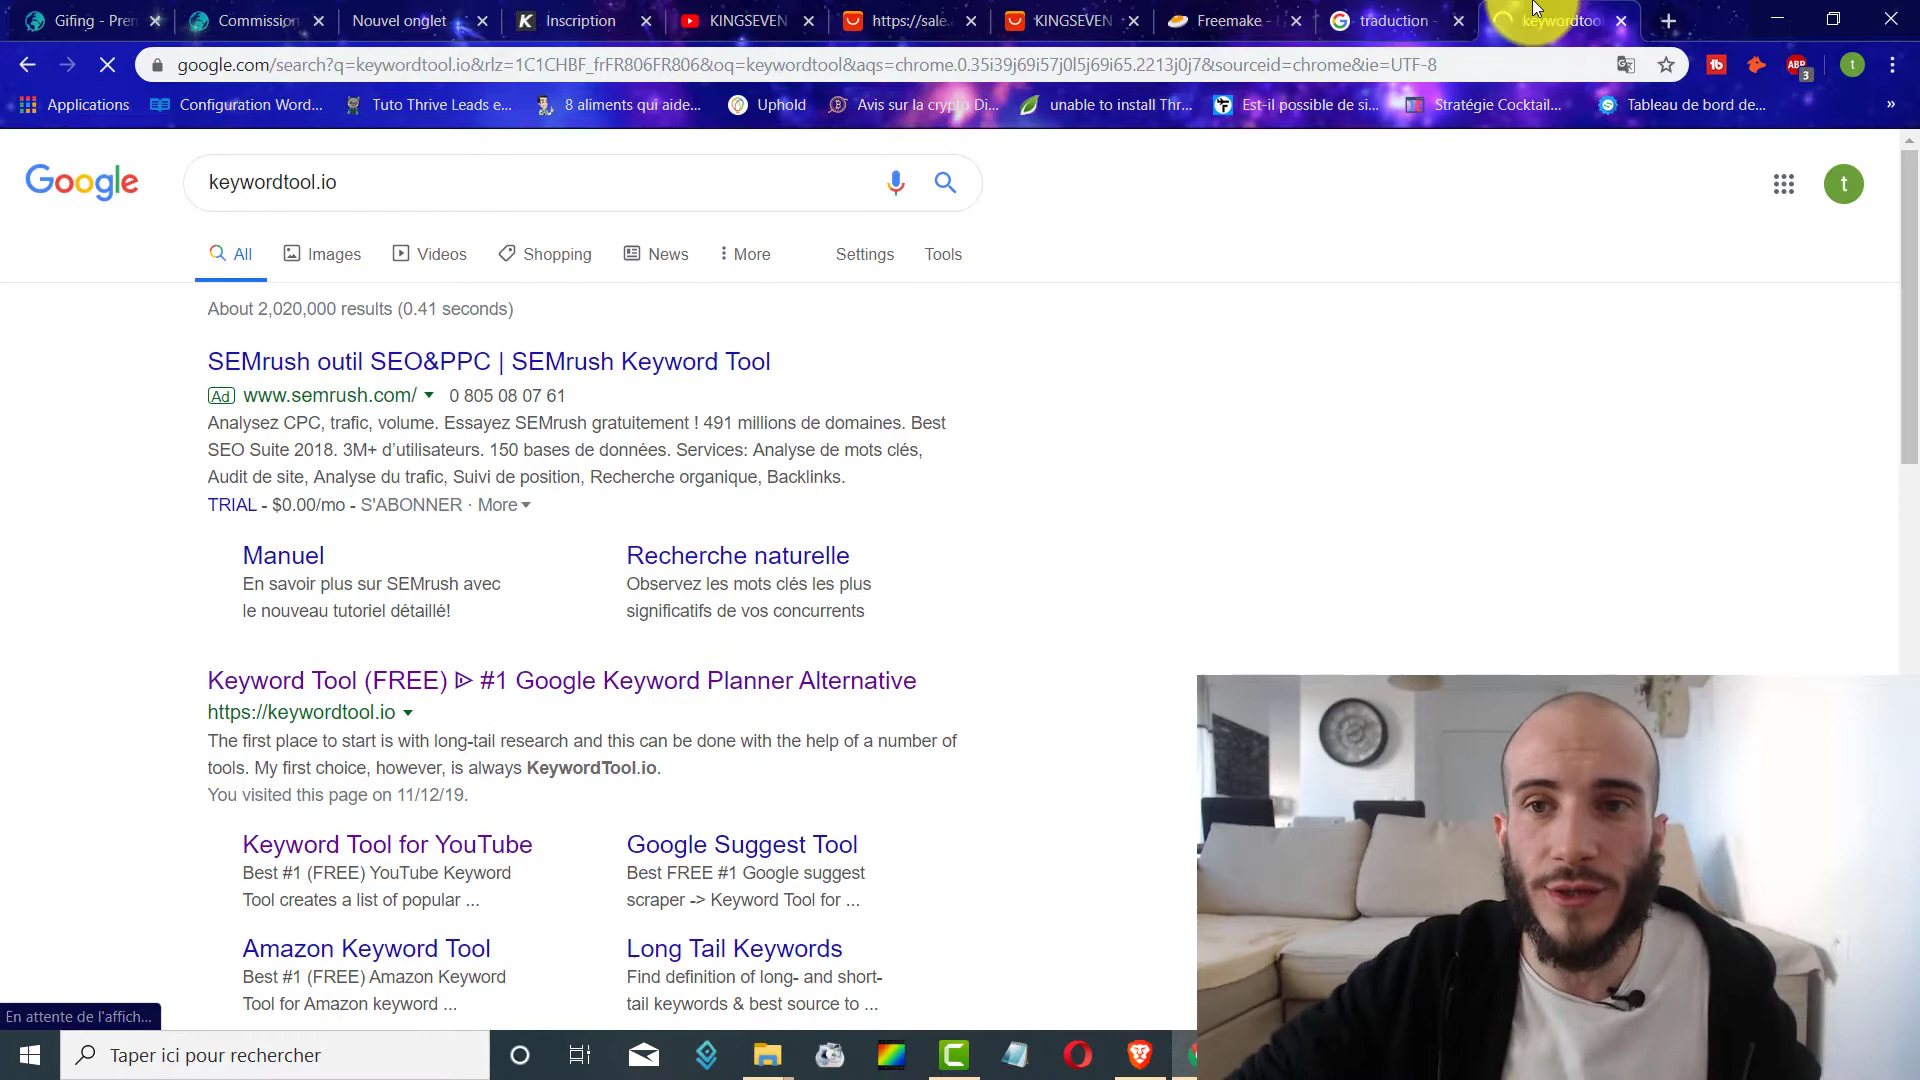 Gifing - Pren
Commission
Nouvel onglet
Inscription
KINGSEVEN
https://sale.a
KINGSEVEN
Freemake -
traduction -
keywordtoo
google.com/search?q=keywordtool.io&rlz=1C1CHBF_frFR806FR806&oq=keywordtool&aqs=chrome.0.35i39j69i57j0l5j69i65.2213j0j7&sourceid=chrome&ie=UTF-8
1b
ABP
3
t
Applications
Configuration Word...
Tuto Thrive Leads e...
8 aliments qui aide...
Uphold
Avis sur la crypto Di...
unable to install Thr...
Est-il possible de si...
Stratégie Cocktail...
Tableau de bord de...
»
Google
keywordtool.io
t
All
Images
Videos
Shopping
News
More
Settings
Tools
About 2,020,000 results (0.41 seconds)
SEMrush outil SEO&PPC | SEMrush Keyword Tool
Ad www.semrush.com/ 0 805 08 07 61
Analysez CPC, trafic, volume. Essayez SEMrush gratuitement ! 491 millions de domaines. Best
SEO Suite 2018. 3M+ d'utilisateurs. 150 bases de données. Services: Analyse de mots clés,
Audit de site, Analyse du trafic, Suivi de position, Recherche organique, Backlinks.
TRIAL - $0.00/mo - S'ABONNER · More
Manuel
En savoir plus sur SEMrush avec
le nouveau tutoriel détaillé!
Recherche naturelle
Observez les mots clés les plus
significatifs de vos concurrents
Keyword Tool (FREE) ᐉ #1 Google Keyword Planner Alternative
https://keywordtool.io
The first place to start is with long-tail research and this can be done with the help of a number of
tools. My first choice, however, is always KeywordTool.io.
You visited this page on 11/12/19.
Keyword Tool for YouTube
Best #1 (FREE) YouTube Keyword
Tool creates a list of popular ...
Google Suggest Tool
Best FREE #1 Google suggest
scraper -> Keyword Tool for ...
Amazon Keyword Tool
Best #1 (FREE) Amazon Keyword
Tool for Amazon keyword ...
Long Tail Keywords
Find definition of long- and short-
tail keywords & best source to ...
En attente de l'affich...
Taper ici pour rechercher